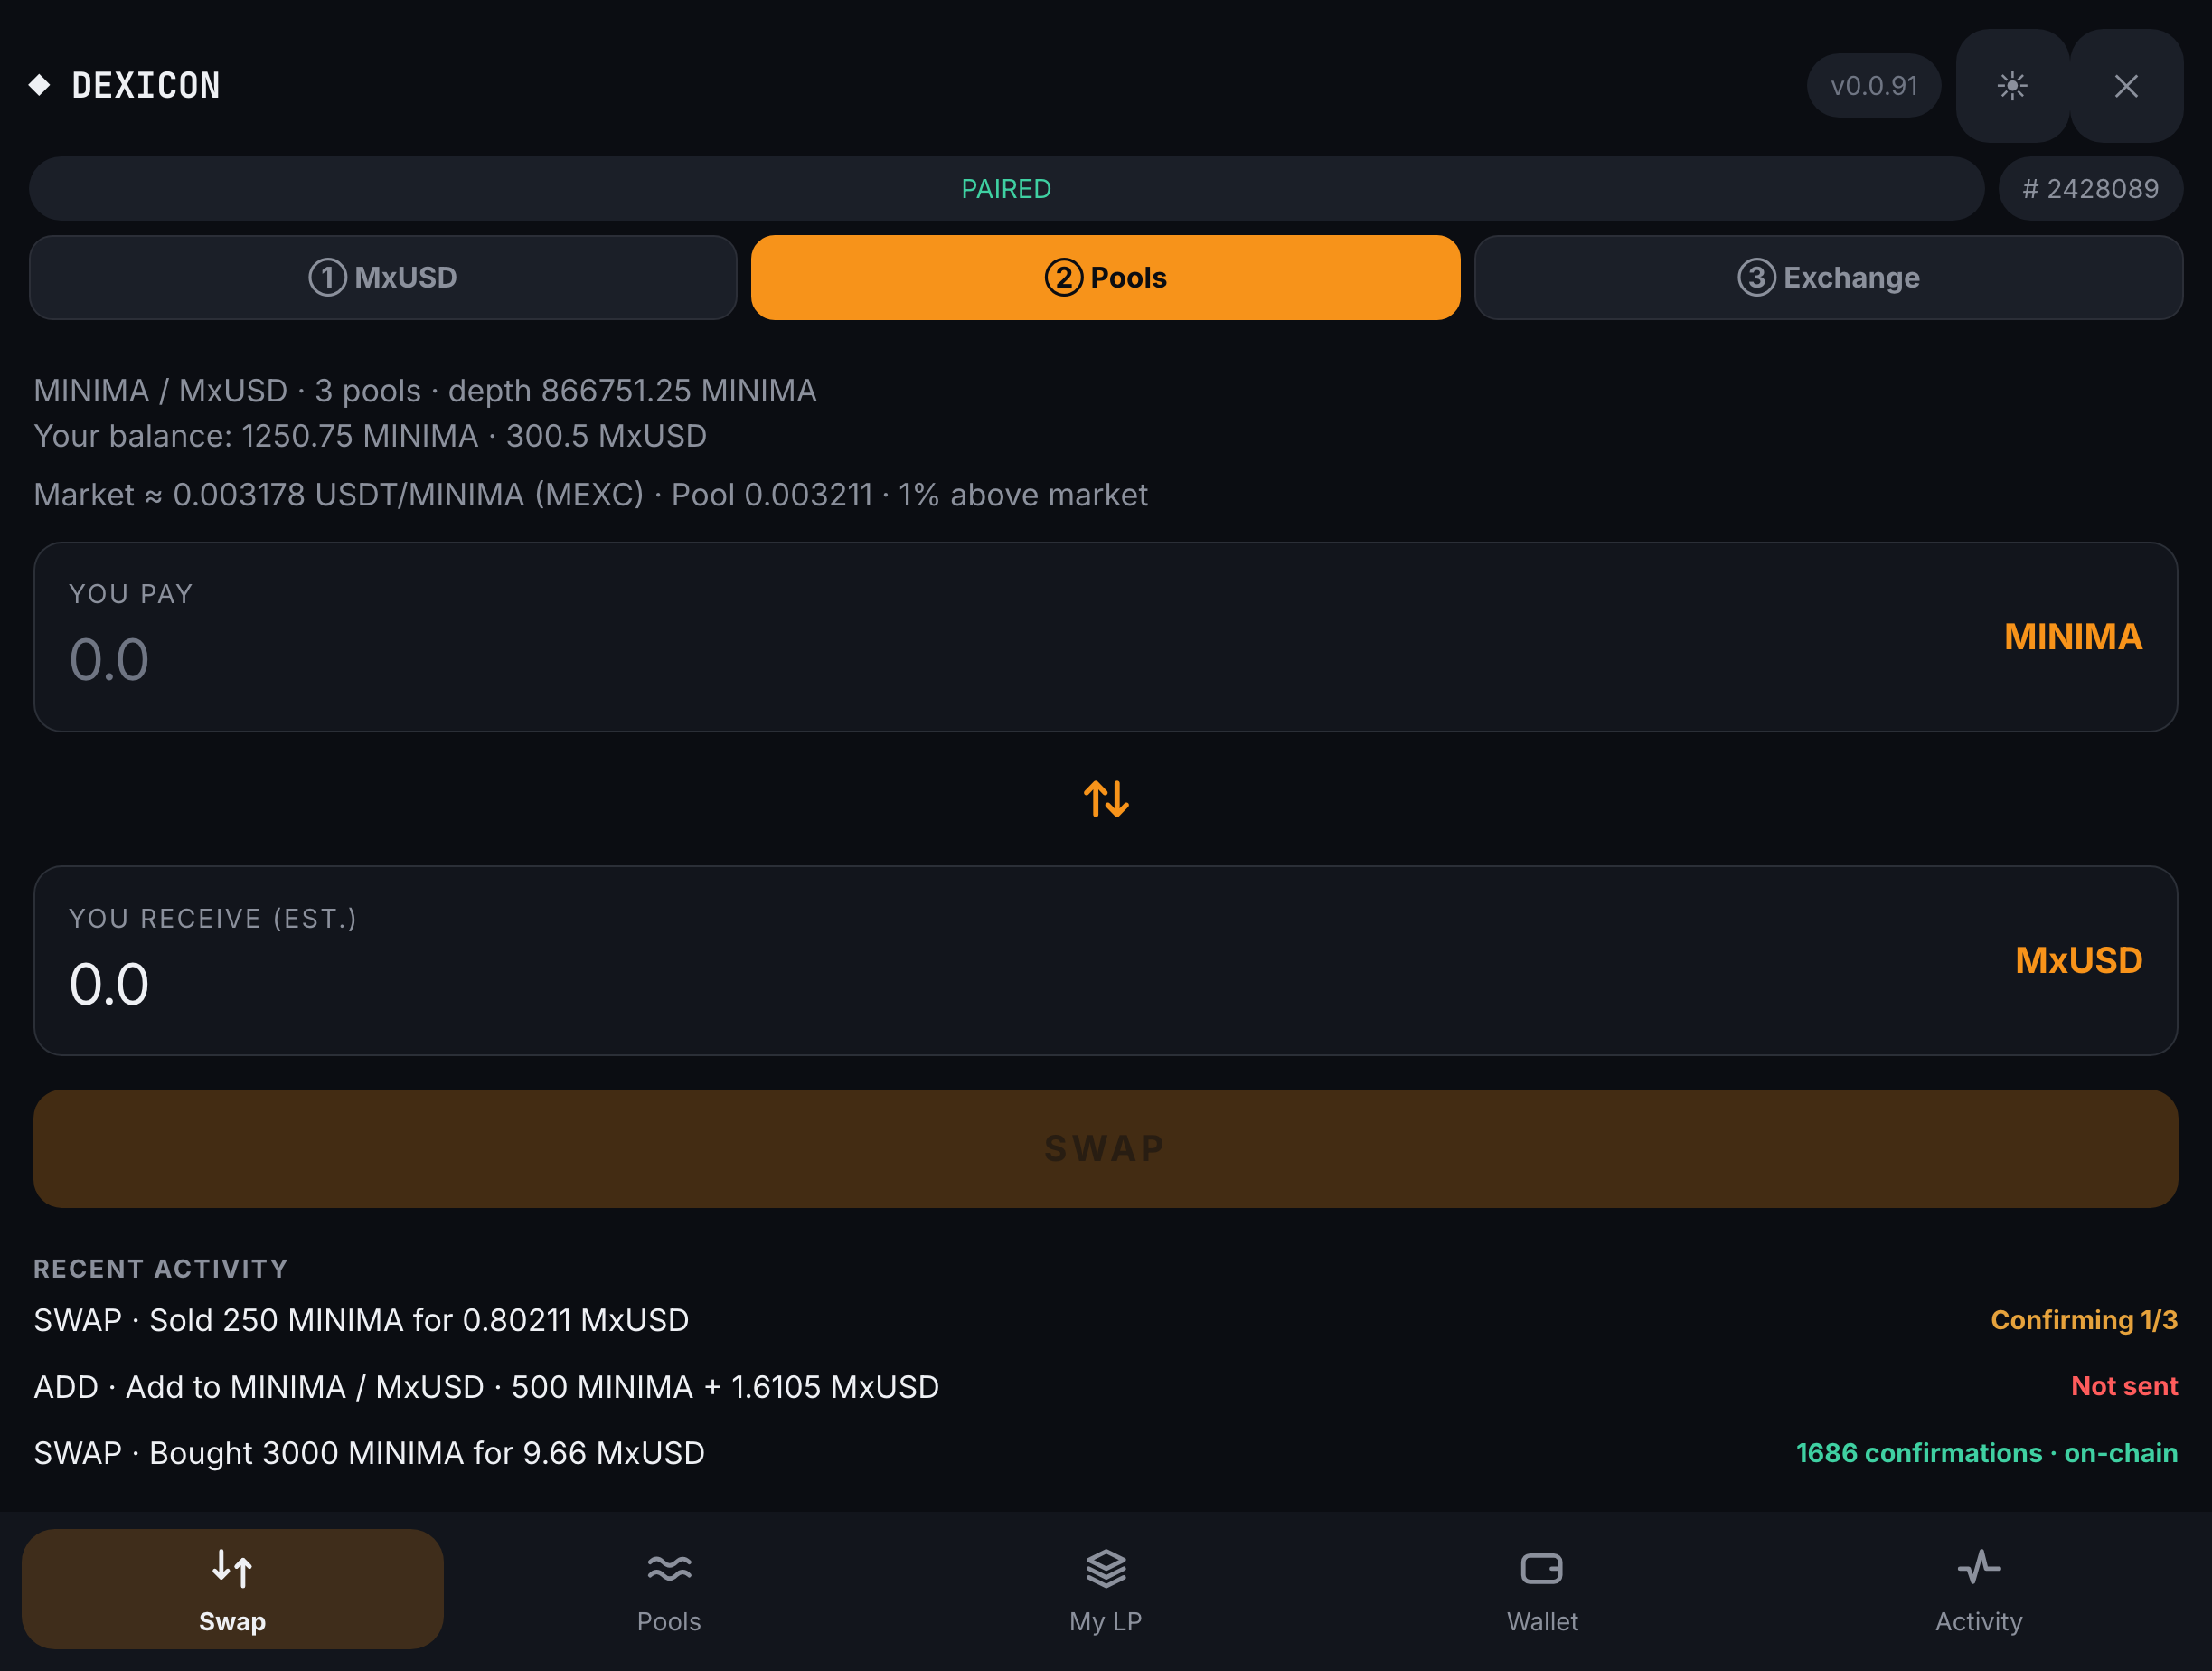 ◆ DEXICON
v0.0.91
PAIRED
# 2428089
① MxUSD
② Pools
③ Exchange
MINIMA / MxUSD · 3 pools · depth 866751.25 MINIMA
Your balance: 1250.75 MINIMA · 300.5 MxUSD
Market ≈ 0.003178 USDT/MINIMA (MEXC) · Pool 0.003211 · 1% above market
YOU PAY
0.0
MINIMA
YOU RECEIVE (EST.)
0.0
MxUSD
SWAP
RECENT ACTIVITY
SWAP · Sold 250 MINIMA for 0.80211 MxUSD
Confirming 1/3
ADD · Add to MINIMA / MxUSD · 500 MINIMA + 1.6105 MxUSD
Not sent
SWAP · Bought 3000 MINIMA for 9.66 MxUSD
1686 confirmations · on-chain
Swap
Pools
My LP
Wallet
Activity